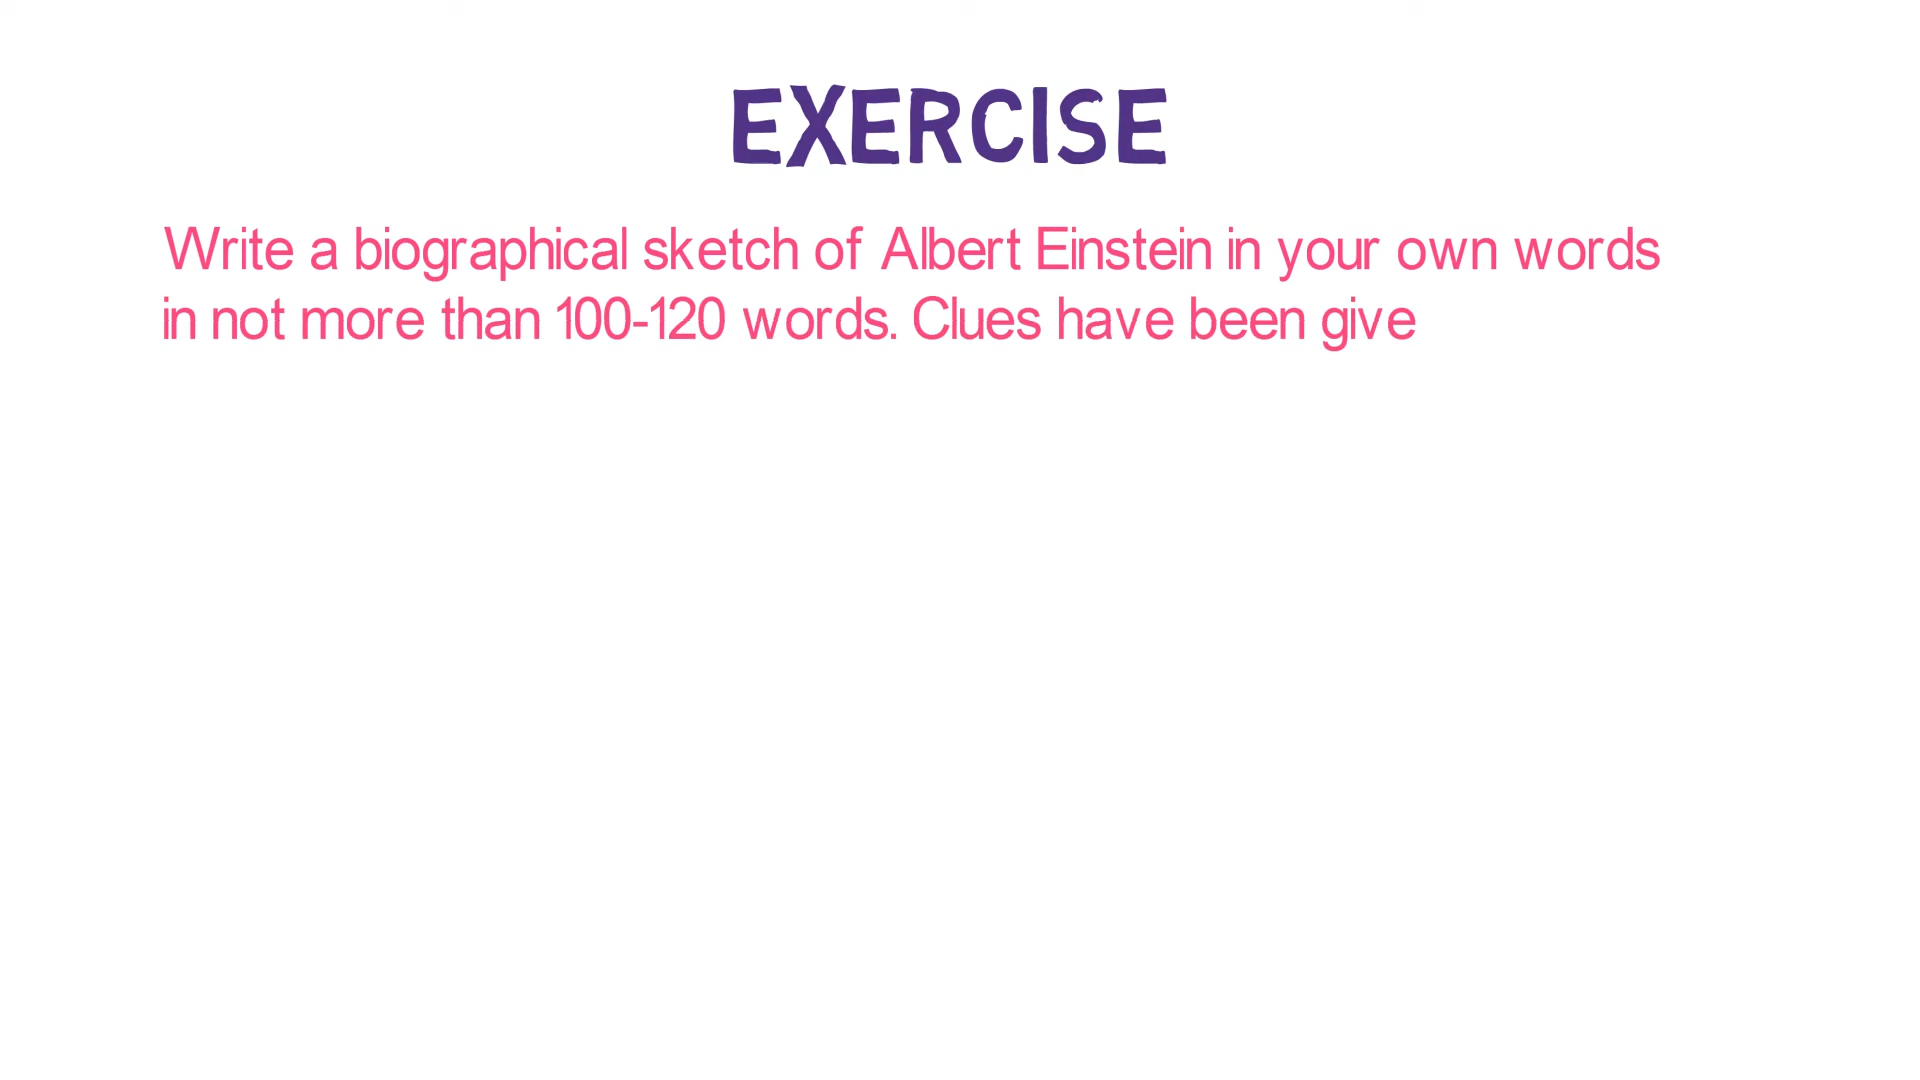 EXERCISE
Write a biographical sketch of Albert Einstein in your own words
in not more than 100-120 words. Clues have been give